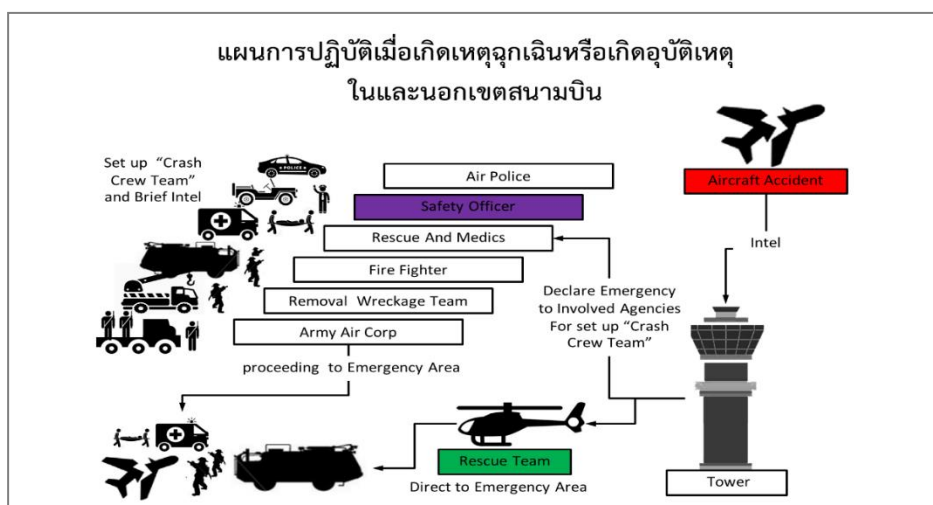 แผนการปฏิบัติเมื่อเกิดเหตุฉุกเฉินหรือเกิดอุบัติเหตุ
ในและนอกเขตสนามบิน
Set up “Crash
Crew Team”
and Brief Intel
POLICE
Air Police
Safety Officer
Rescue And Medics
Fire Fighter
Removal Wreckage Team
Army Air Corp
proceeding to Emergency Area
Aircraft Accident
Intel
Declare Emergency
to Involved Agencies
For set up “Crash
Crew Team”
Rescue Team
Direct to Emergency Area
Tower